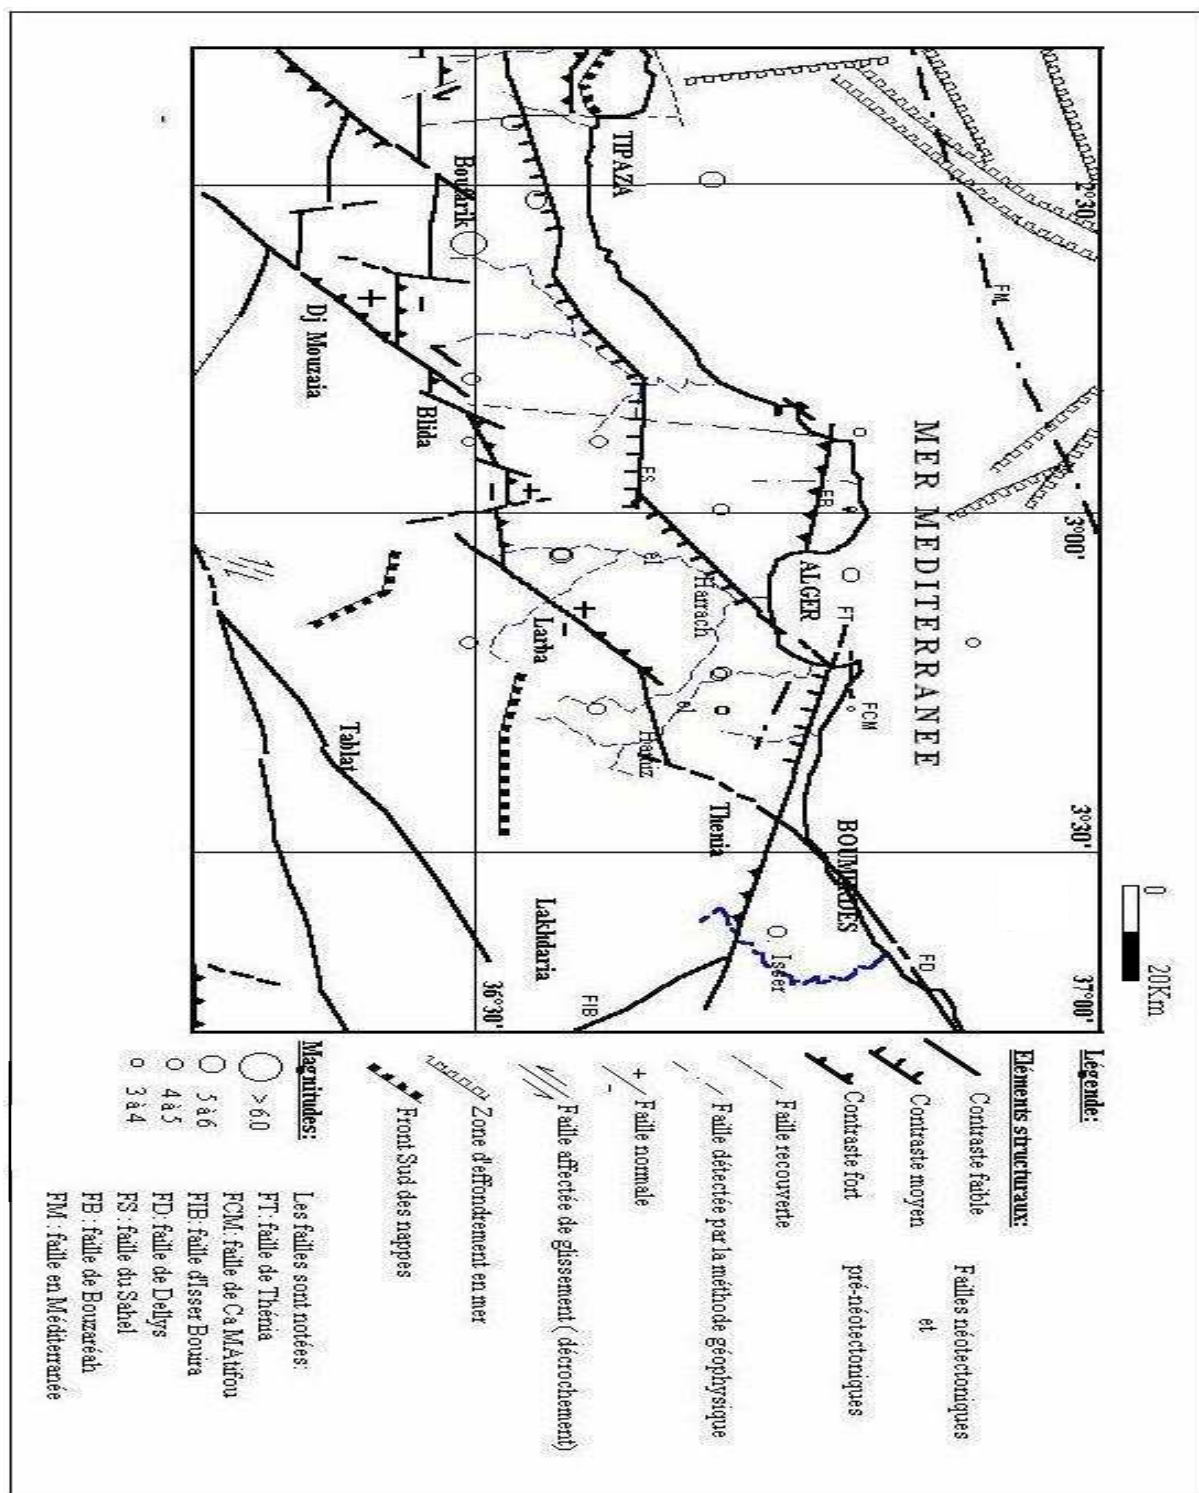 2°30'
3°00'
3°30'
37°00'
36°30'
MER MEDITERRANEE
FM
TIPAZA
ALGER
BOUMERDES
FB
FT
FCM
FD
FS
FIB
Boufarik
Dj Mouzaia
Blida
Larba
Tablat
Thenia
Lakhdaria
el
Harrach
el
Hamiz
O. Isser
0 20Km
Légende:
Eléments structuraux:
Contraste faible
Contraste moyen
Contraste fort
Failles néotectoniques
et
pré-néotectoniques
Faille recouverte
Faille détectée par la méthode géophysique
+
-
Faille normale
Faille affectée de glissement ( décrochement)
Zone d'effondrement en mer
Front Sud des nappes
Magnitudes:
> 6.0
5 à 6
4 à 5
3 à 4
Les failles sont notées:
FT: faille de Thénia
FCM: faille de Ca M Atifou
FIB: faille d'Isser Bouira
FD: faille de Dellys
FS : faille du Sahel
FB : faille de Bouzaréah
FM : faille en Méditerranée